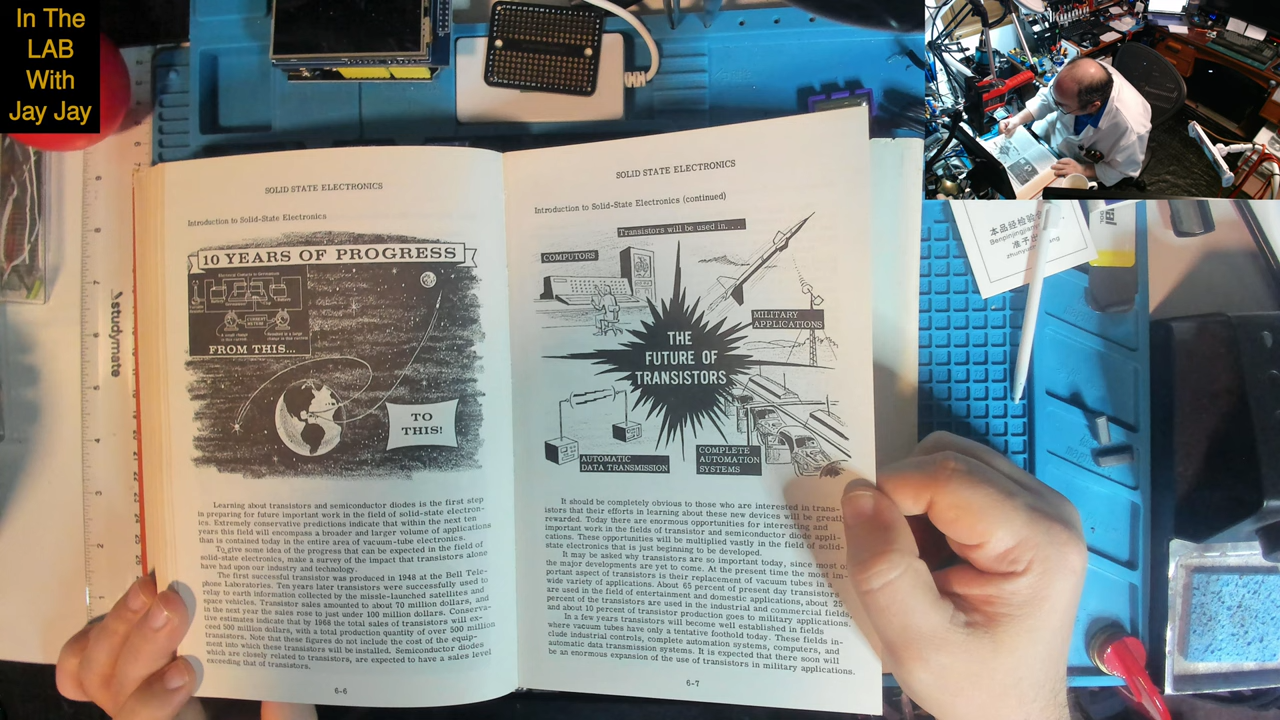 In The
LAB
With
Jay Jay
SOLID STATE ELECTRONICS
Introduction to Solid-State Electronics
10 YEARS OF PROGRESS
CURRENT
FROM THIS...
TO
THIS!
Learning about transistors and semiconductor diodes is the first step
in preparing for future important work in the field of solid-state electron-
ics. Extremely conservative predictions indicate that within the next ten
years this field will encompass a broader and larger volume of applications
than is contained today in the entire area of vacuum-tube electronics.
To give some idea of the progress that can be expected in the field of
solid-state electronics, make a survey of the impact that transistors alone
have had upon our industry and technology.
The first successful transistor was produced in 1948 at the Bell Tele-
phone Laboratories. Ten years later transistors were successfully used to
relay to earth information collected by the missle-launched satellites and
space vehicles. Transistor sales amounted to about 70 million dollars, and
in the next year the sales rose to just under 100 million dollars. Conserva-
tive estimates indicate that by 1968 the total sales of transistors will ex-
ceed 500 million dollars, with a total production quantity of over 500 million
transistors. Note that these figures do not include the cost of the equip-
ment into which these transistors will be installed. Semiconductor diodes
which are closely related to transistors, are expected to have a sales level
exceeding that of transistors.
6-6
SOLID STATE ELECTRONICS
Introduction to Solid-State Electronics (continued)
Transistors will be used in. . .
COMPUTORS
MILITARY
APPLICATIONS
THE
FUTURE OF
TRANSISTORS
AUTOMATIC
DATA TRANSMISSION
COMPLETE
AUTOMATION
SYSTEMS
It should be completely obvious to those who are interested in trans-
istors that their efforts in learning about these new devices will be greatly
rewarded. Today there are enormous opportunities for interesting and
important work in the fields of transistor and semiconductor diode appli-
cations. These opportunities will be multiplied vastly in the field of solid-
state electronics that is just beginning to be developed.
It may be asked why transistors are so important today, since most of
the major developments are yet to come. At the present time the most im-
portant aspect of transistors is their replacement of vacuum tubes in a
wide variety of applications. About 65 percent of present day transistors
are used in the field of entertainment and domestic applications, about 25
percent of the transistors are used in the industrial and commercial fields,
and about 10 percent of transistor production goes to military applications.
In a few years transistors will become well established in fields
where vacuum tubes have only a tentative foothold today. These fields in-
clude industrial controls, complete automation systems, computers, and
automatic data transmission systems. It is expected that there soon will
be an enormous expansion of the use of transistors in military applications.
6-7
studymate
本品经检验
Benpinjingjian
准予出
zhunyu